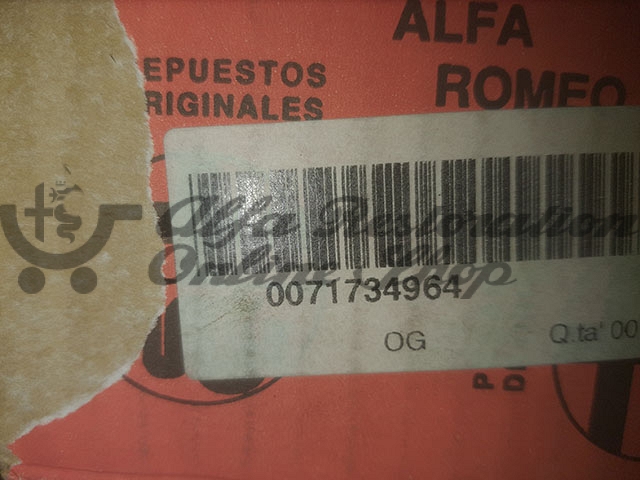 ALFA
ROMEO
EPUESTOS
RIGINALES
Alfa Restoration
Online Shop
0071734964
OG
Q.ta' 00
P
D